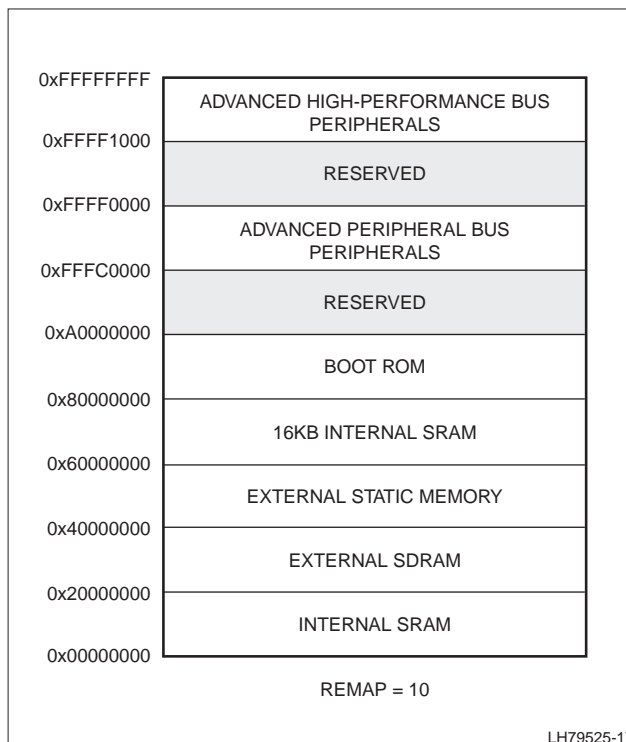 0xFFFFFFFF
ADVANCED HIGH-PERFORMANCE BUS
PERIPHERALS
0xFFFF1000
RESERVED
0xFFFF0000
ADVANCED PERIPHERAL BUS
PERIPHERALS
0xFFFC0000
RESERVED
0xA0000000
BOOT ROM
0x80000000
16KB INTERNAL SRAM
0x60000000
EXTERNAL STATIC MEMORY
0x40000000
EXTERNAL SDRAM
0x20000000
INTERNAL SRAM
0x00000000
REMAP = 10